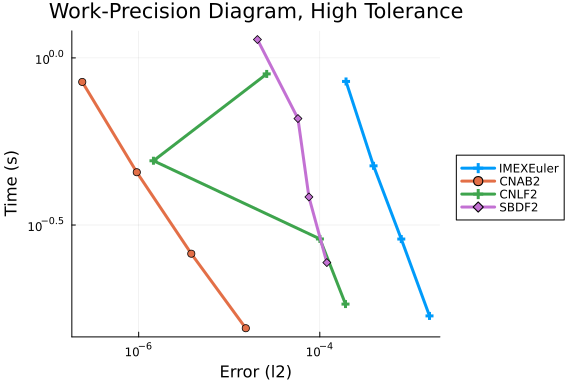 Work-Precision Diagram, High Tolerance
10^0.0
10^-0.5
Time (s)
10^-6
10^-4
Error (l2)
IMEXEuler
CNAB2
CNLF2
SBDF2